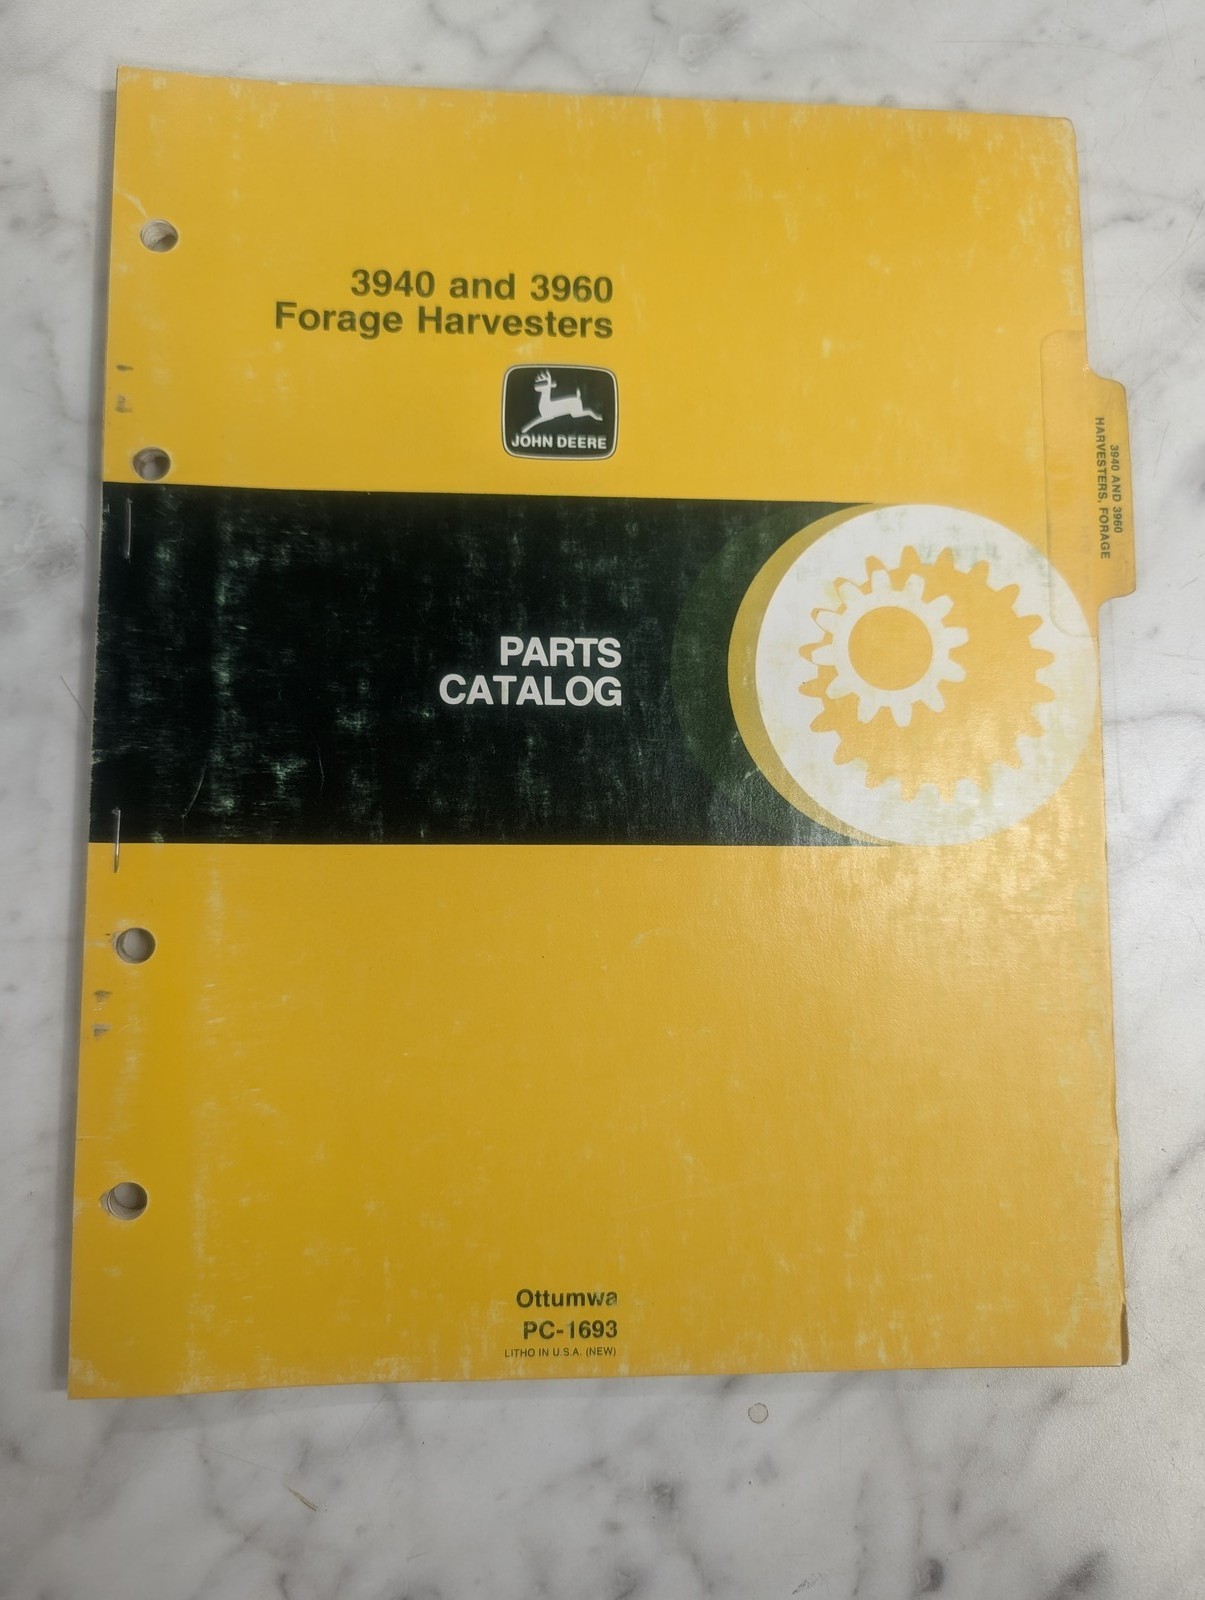 3940 and 3960
Forage Harvesters
JOHN DEERE
3940 AND 3960
HARVESTERS, FORAGE
PARTS
CATALOG
Ottumwa
PC-1693
LITHO IN U.S.A. (NEW)